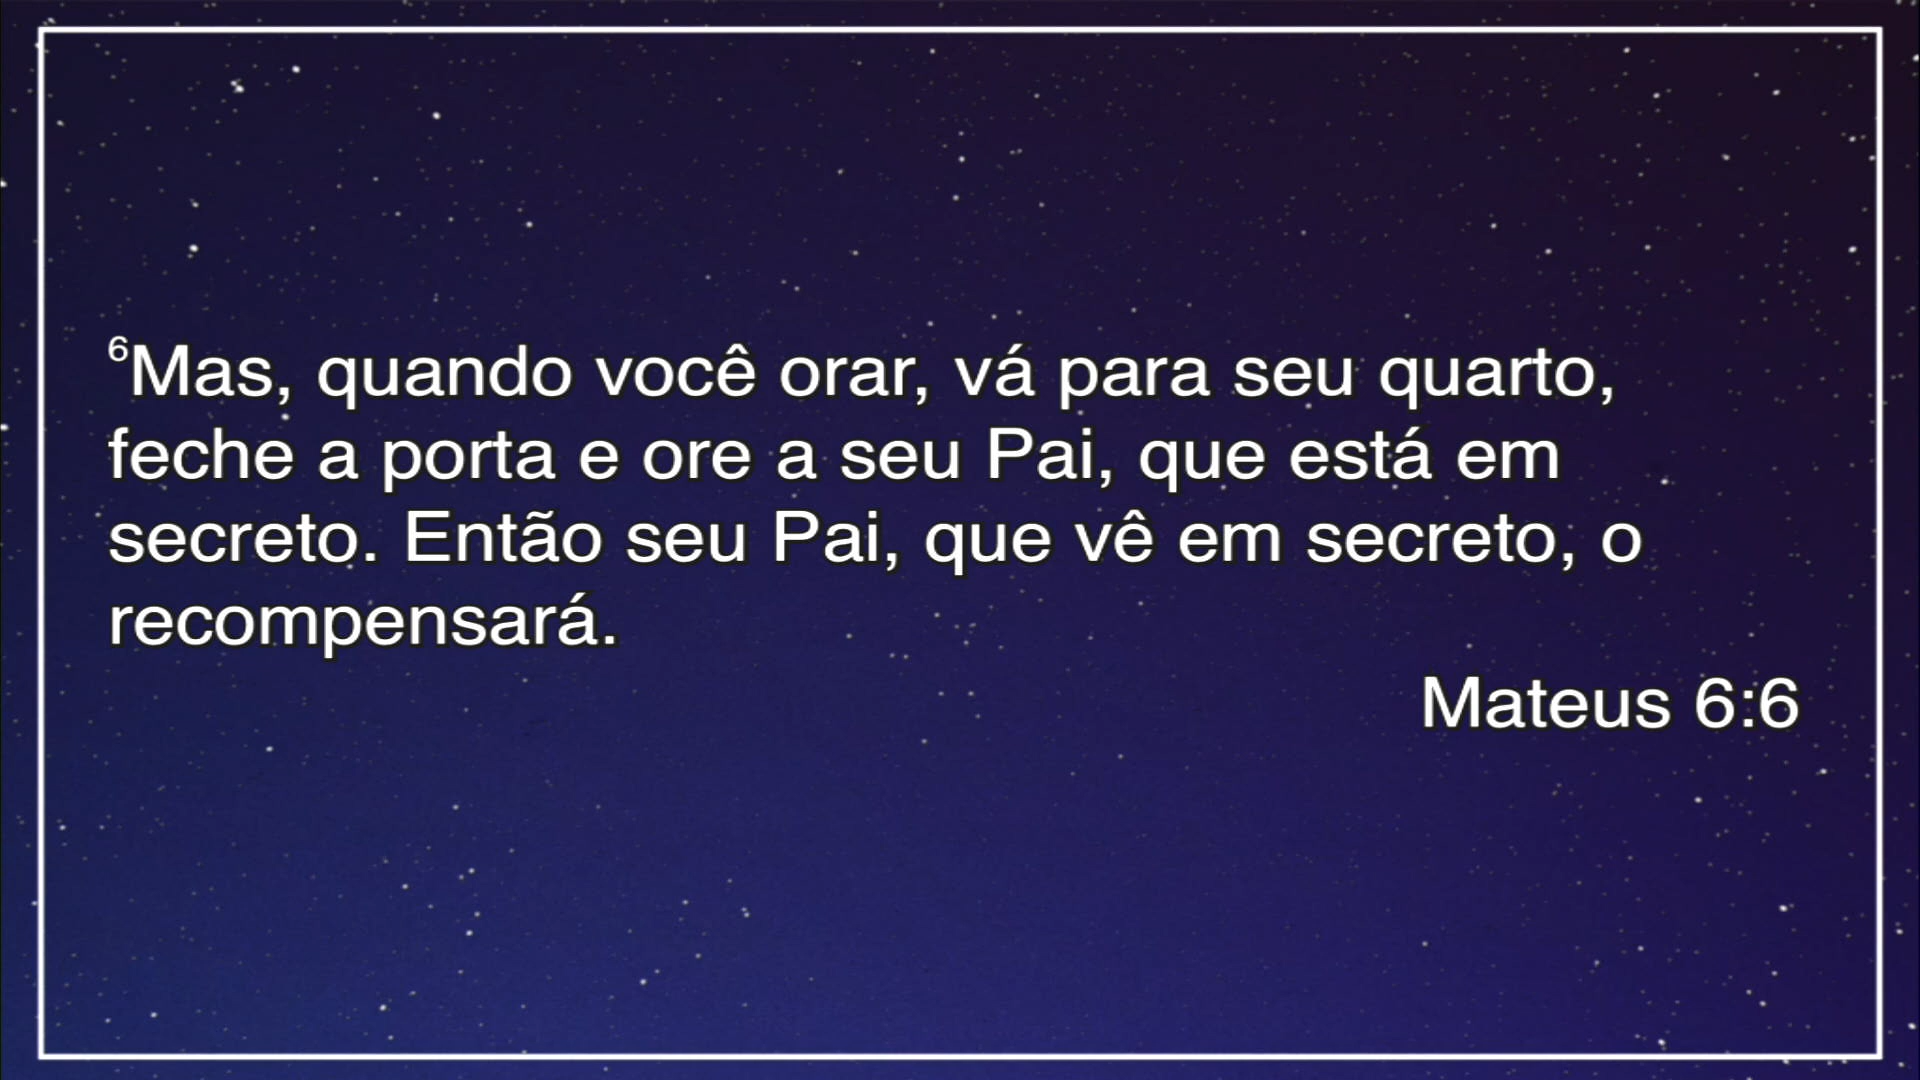 ⁶Mas, quando você orar, vá para seu quarto,
feche a porta e ore a seu Pai, que está em
secreto. Então seu Pai, que vê em secreto, o
recompensará.
Mateus 6:6